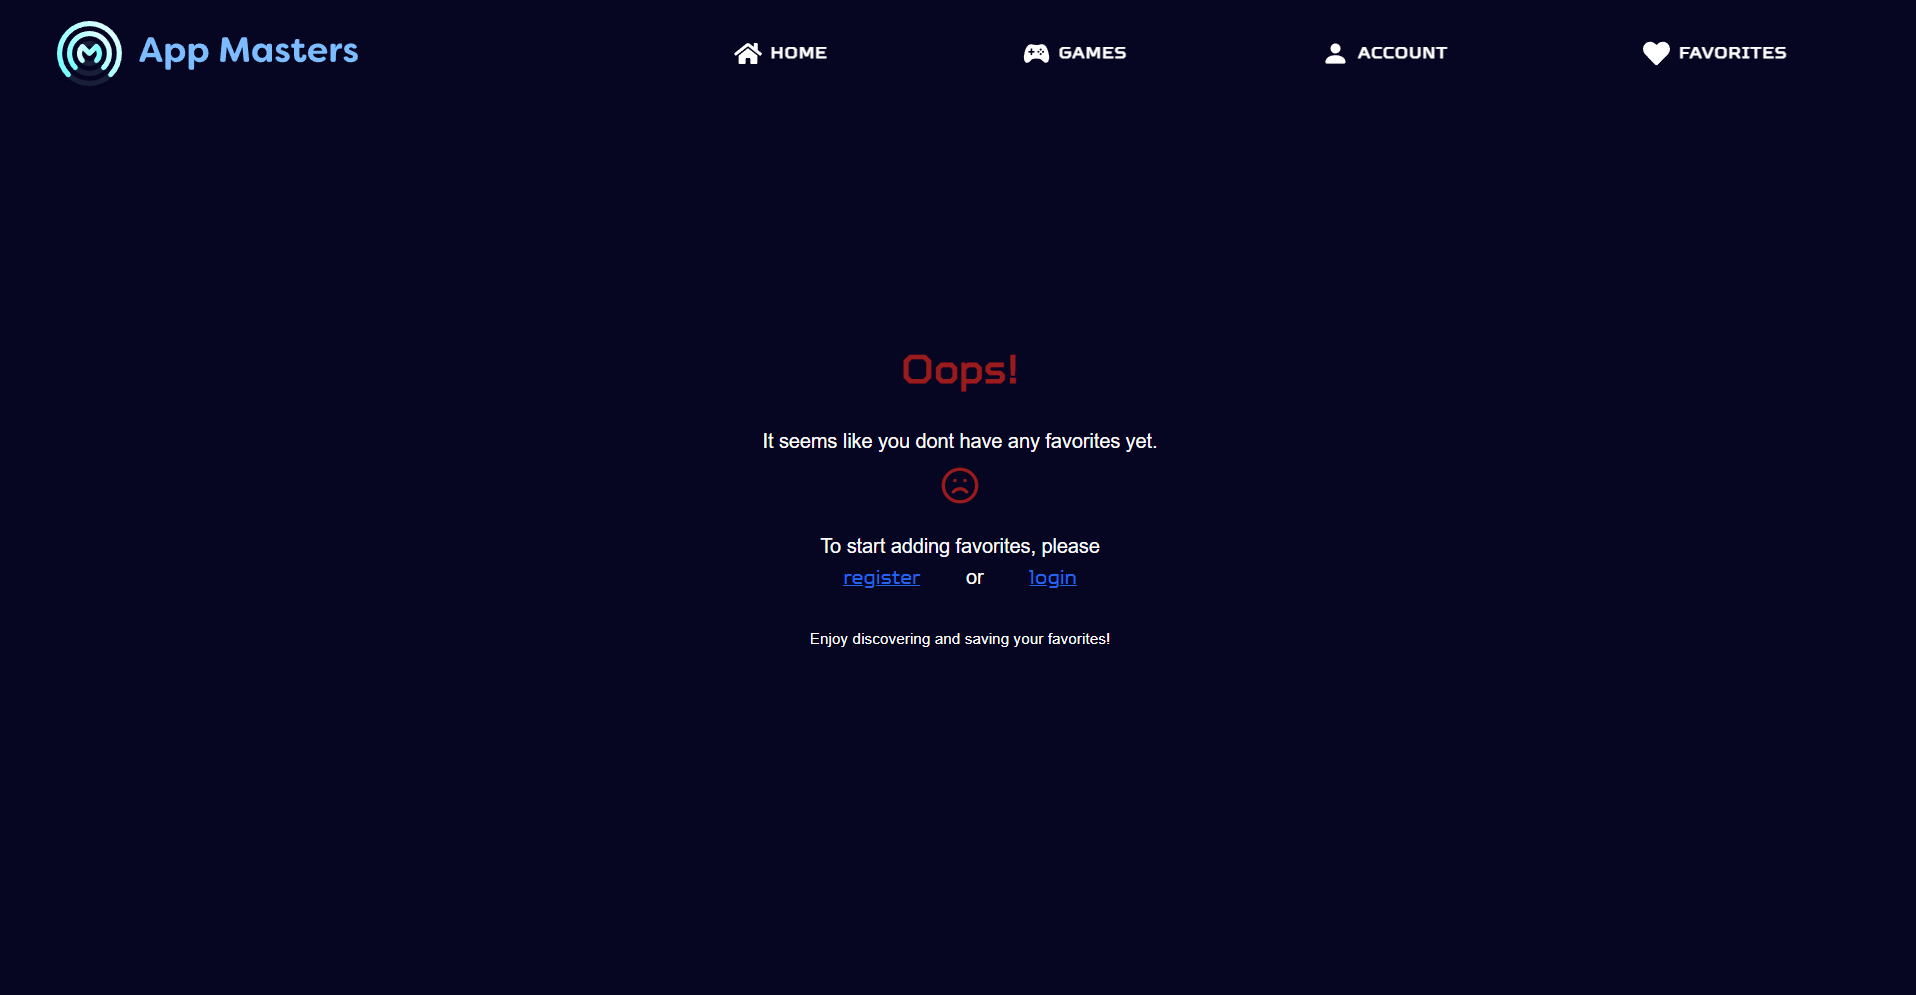 App Masters
HOME
GAMES
ACCOUNT
FAVORITES
Oops!
It seems like you dont have any favorites yet.
To start adding favorites, please
register or login
Enjoy discovering and saving your favorites!